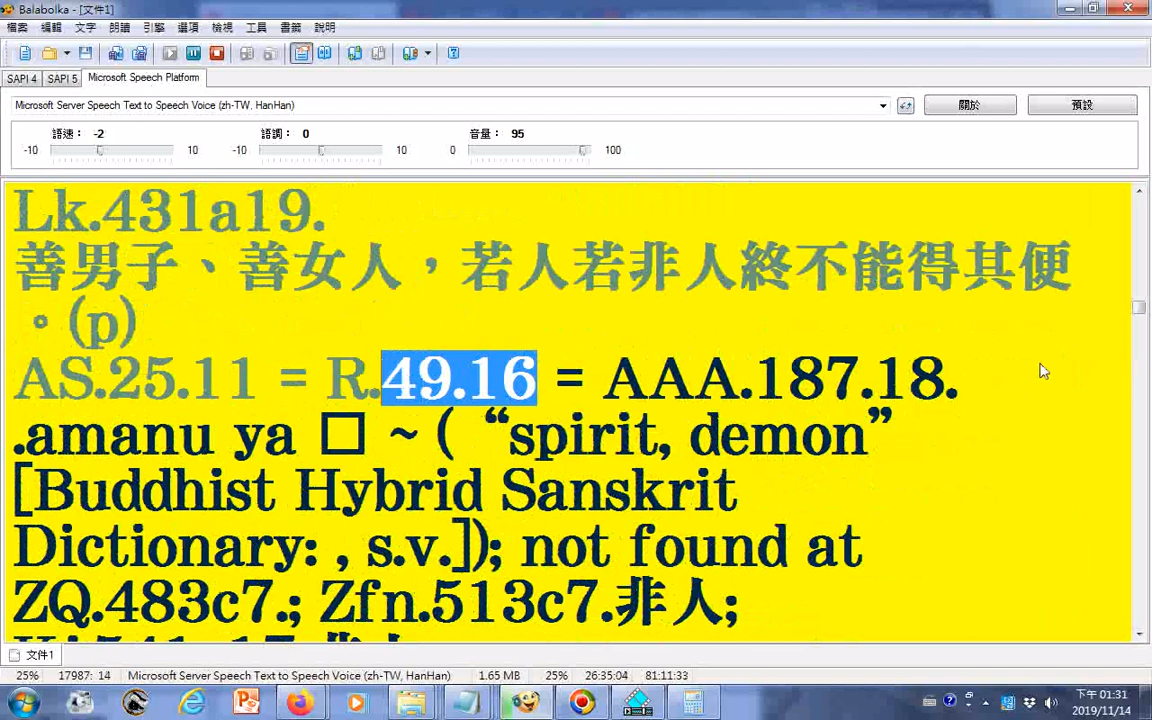 Balabolka - [文件1]
檔案 編輯 文字 朗讀 引擎 選項 檢視 工具 書籤 說明
SAPI 4 SAPI 5 Microsoft Speech Platform
Microsoft Server Speech Text to Speech Voice (zh-TW, HanHan)
關於 預設
語速： -2 語調： 0 音量： 95
-10 10 -10 10 0 100
Lk.431a19.
善男子、善女人，若人若非人終不能得其便
。(p)
AS.25.11 = R.49.16 = AAA.187.18.
.amanu ya □ ~ ( “spirit, demon”
[Buddhist Hybrid Sanskrit
Dictionary: , s.v.]); not found at
ZQ.483c7.; Zfn.513c7.非人;
文件1
25% 17987: 14 Microsoft Server Speech Text to Speech Voice (zh-TW, HanHan) 1.65 MB 25% 26:35:04 81:11:33
下午 01:31
2019/11/14